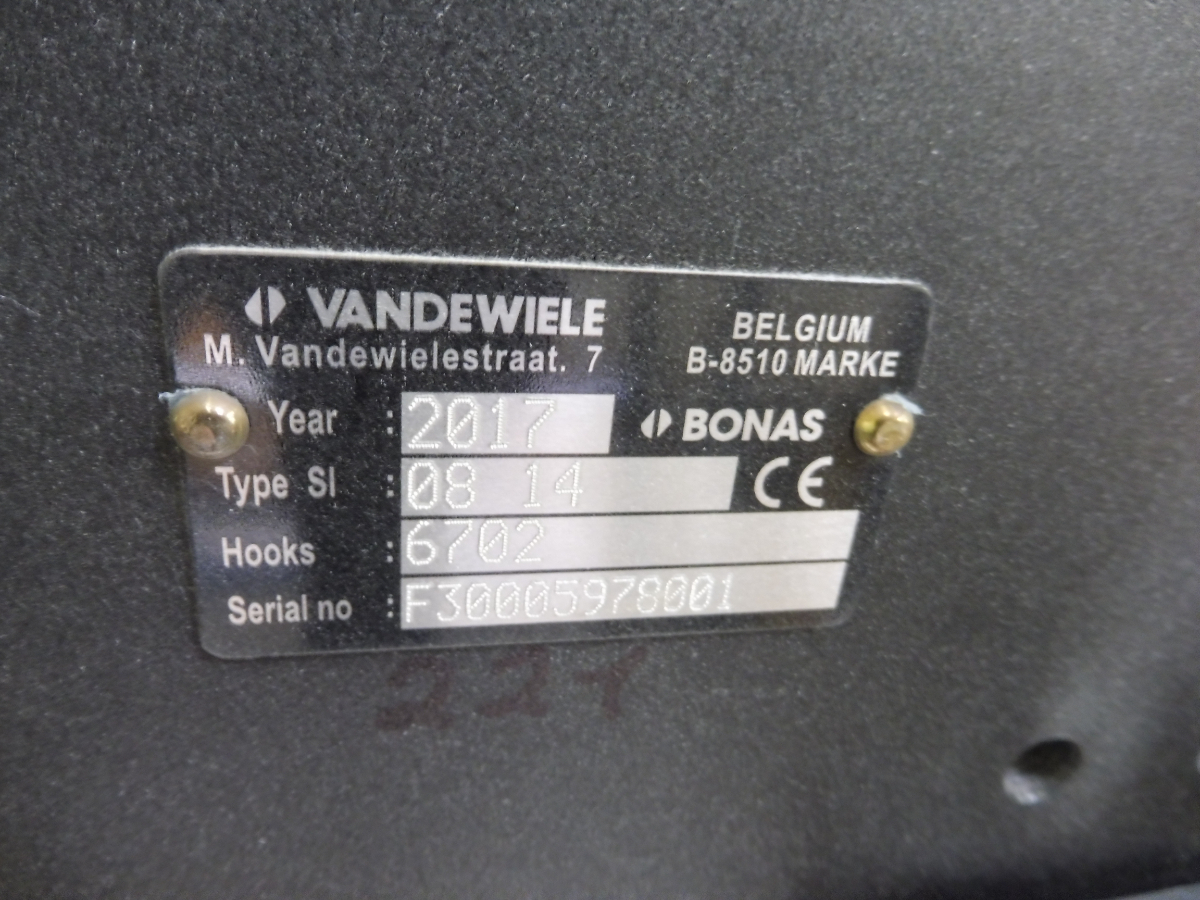 VANDEWIELE
M. Vandewielestraat. 7
BELGIUM
B-8510 MARKE
Year : 2017
BONAS
Type SI : 08 14
CE
Hooks : 6702
Serial no : F30005978001
221